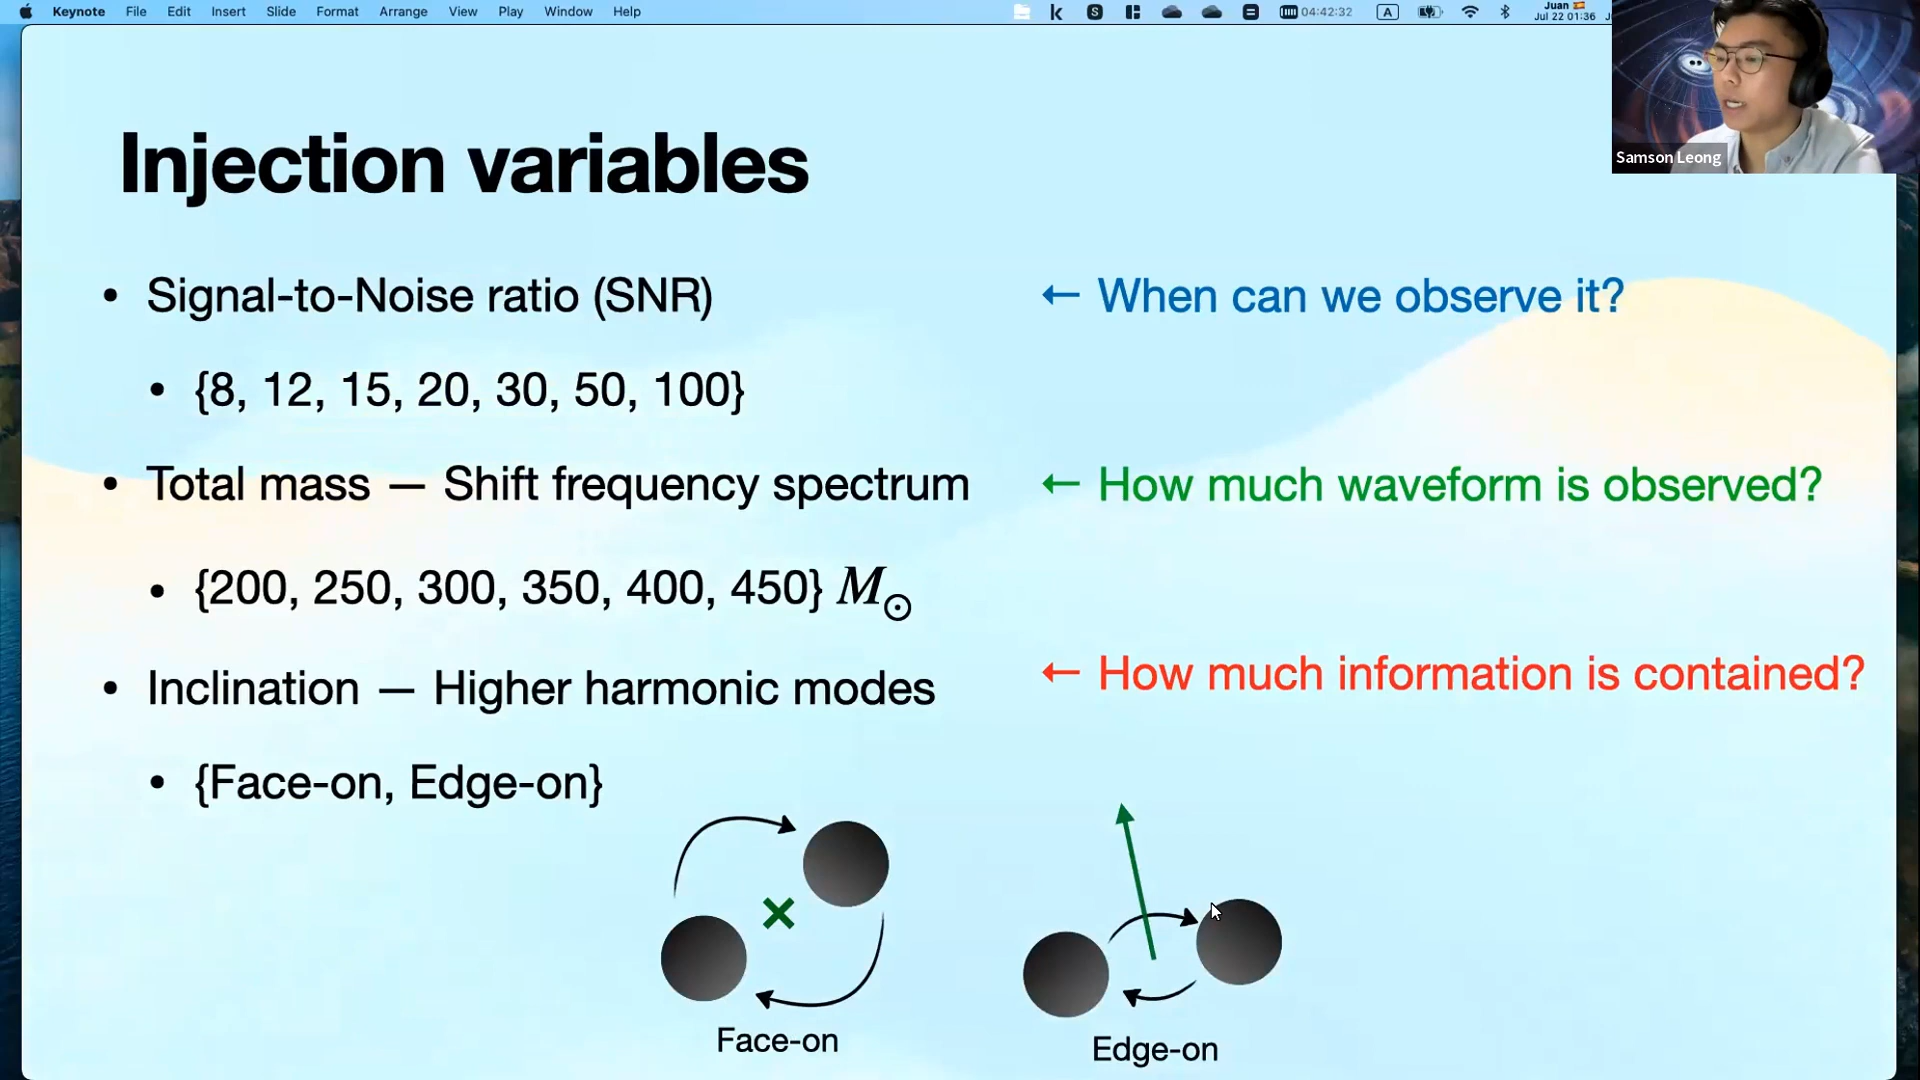 Keynote File Edit Insert Slide Format Arrange View Play Window Help 04:42:32 A Juan
Jul 22 01:36
Samson Leong
Injection variables
• Signal-to-Noise ratio (SNR) ← When can we observe it?
• {8, 12, 15, 20, 30, 50, 100}
• Total mass — Shift frequency spectrum ← How much waveform is observed?
• {200, 250, 300, 350, 400, 450} M⊙
• Inclination — Higher harmonic modes ← How much information is contained?
• {Face-on, Edge-on}
Face-on
Edge-on